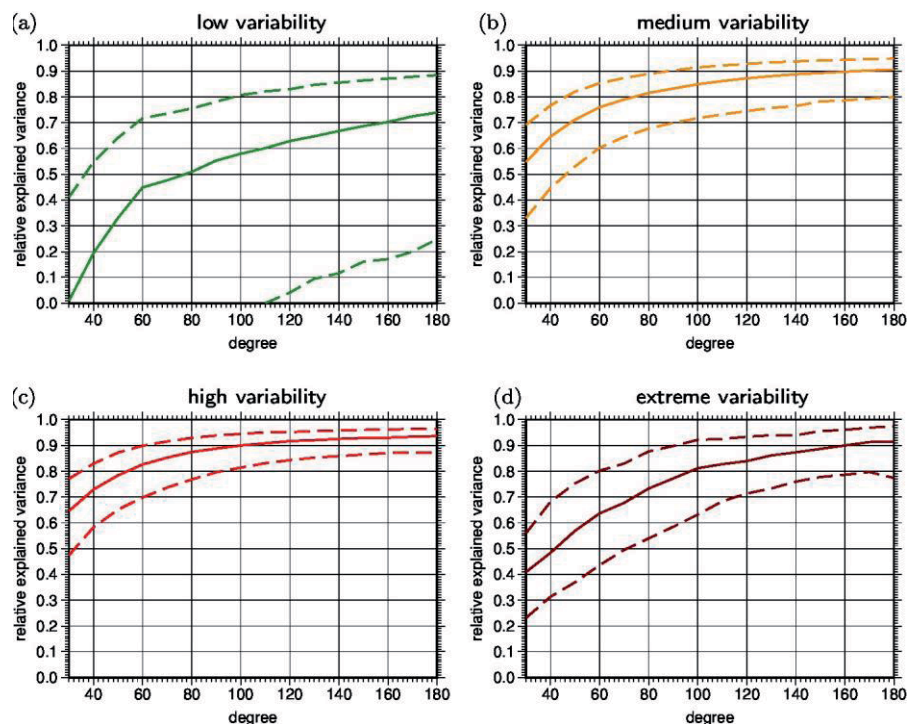 (a) low variability
1.0
0.9
0.8
0.7
0.6
0.5
0.4
0.3
0.2
0.1
0.0
relative explained variance
40 60 80 100 120 140 160 180
degree
(b) medium variability
1.0
0.9
0.8
0.7
0.6
0.5
0.4
0.3
0.2
0.1
0.0
relative explained variance
40 60 80 100 120 140 160 180
degree
(c) high variability
1.0
0.9
0.8
0.7
0.6
0.5
0.4
0.3
0.2
0.1
0.0
relative explained variance
40 60 80 100 120 140 160 180
degree
(d) extreme variability
1.0
0.9
0.8
0.7
0.6
0.5
0.4
0.3
0.2
0.1
0.0
relative explained variance
40 60 80 100 120 140 160 180
degree